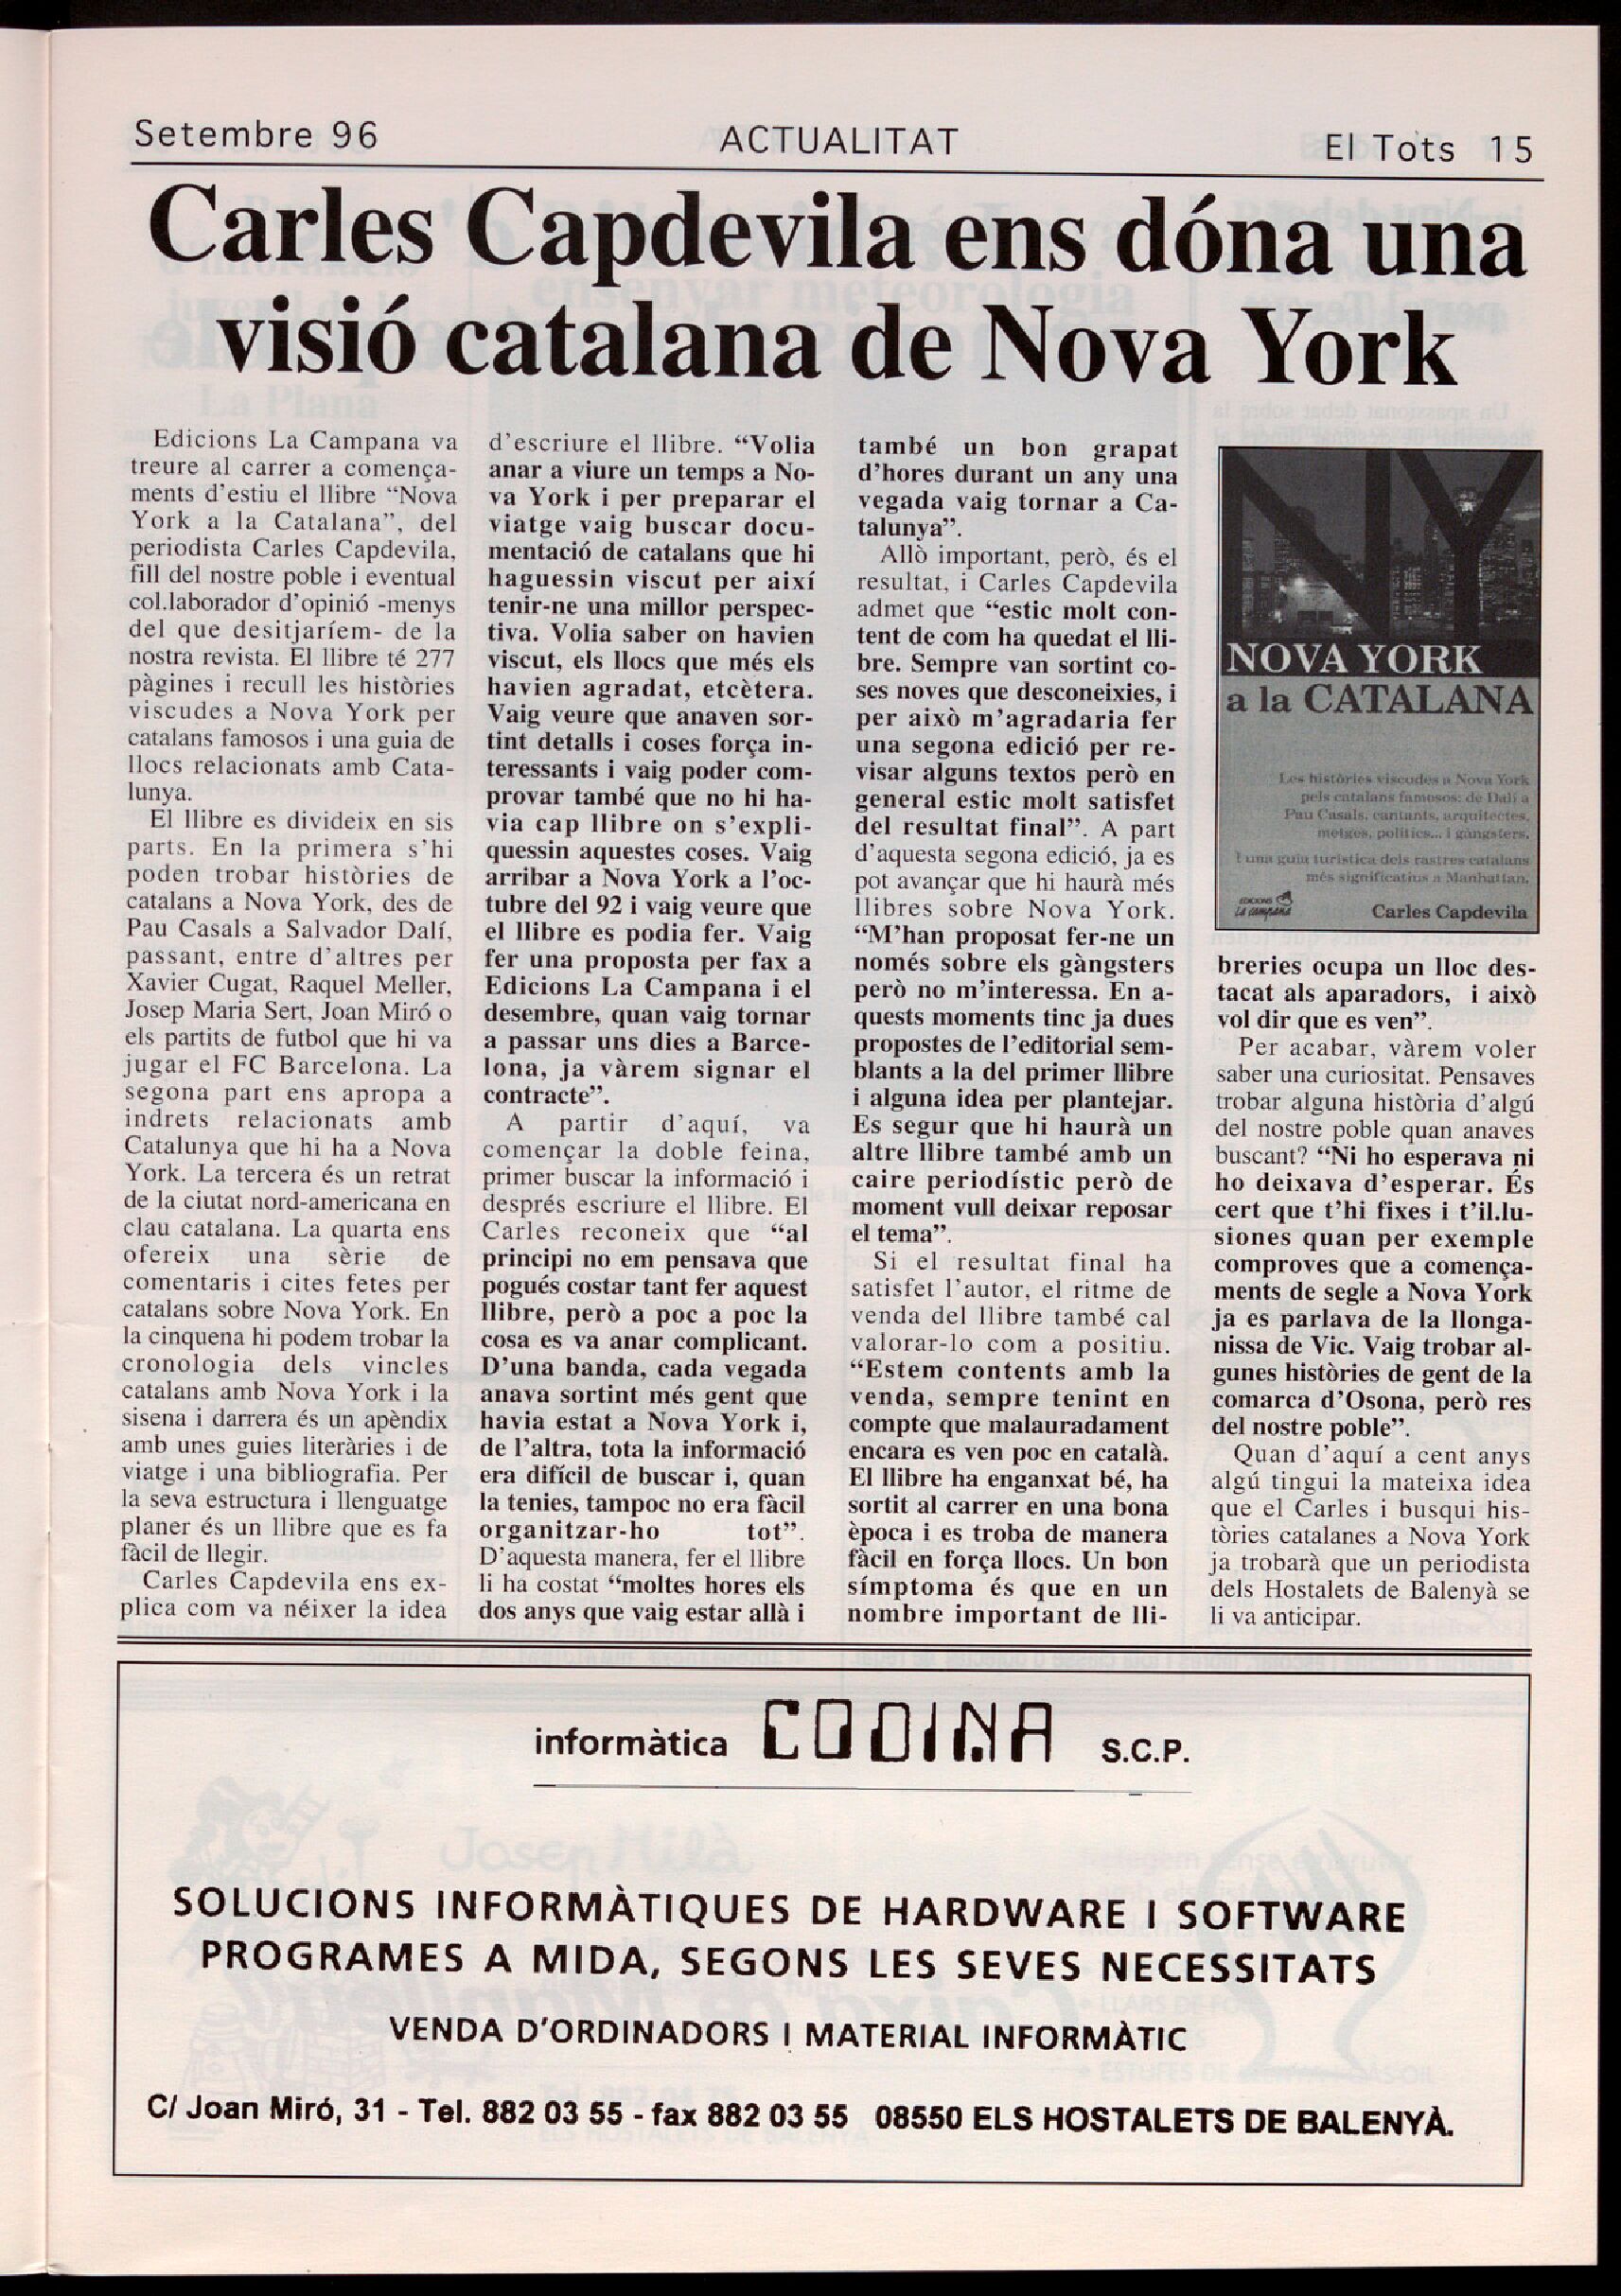 Setembre 96
ACTUALITAT
El Tots 15
Carles Capdevila ens dóna una
visió catalana de Nova York
Edicions La Campana va
treure al carrer a comença-
ments d'estiu el llibre “Nova
York a la Catalana”, del
periodista Carles Capdevila,
fill del nostre poble i eventual
col.laborador d'opinió -menys
del que desitjaríem- de la
nostra revista. El llibre té 277
pàgines i recull les històries
viscudes a Nova York per
catalans famosos i una guia de
llocs relacionats amb Cata-
lunya.
El llibre es divideix en sis
parts. En la primera s'hi
poden trobar històries de
catalans a Nova York, des de
Pau Casals a Salvador Dalí,
passant, entre d'altres per
Xavier Cugat, Raquel Meller,
Josep Maria Sert, Joan Miró o
els partits de futbol que hi va
jugar el FC Barcelona. La
segona part ens apropa a
indrets relacionats amb
Catalunya que hi ha a Nova
York. La tercera és un retrat
de la ciutat nord-americana en
clau catalana. La quarta ens
ofereix una sèrie de
comentaris i cites fetes per
catalans sobre Nova York. En
la cinquena hi podem trobar la
cronologia dels vincles
catalans amb Nova York i la
sisena i darrera és un apèndix
amb unes guies literàries i de
viatge i una bibliografia. Per
la seva estructura i llenguatge
planer és un llibre que es fa
fàcil de llegir.
Carles Capdevila ens ex-
plica com va néixer la idea
d'escriure el llibre. “Volia
anar a viure un temps a No-
va York i per preparar el
viatge vaig buscar docu-
mentació de catalans que hi
haguessin viscut per així
tenir-ne una millor perspec-
tiva. Volia saber on havien
viscut, els llocs que més els
havien agradat, etcètera.
Vaig veure que anaven sor-
tint detalls i coses força in-
teressants i vaig poder com-
provar també que no hi ha-
via cap llibre on s'expli-
quessin aquestes coses. Vaig
arribar a Nova York a l'oc-
tubre del 92 i vaig veure que
el llibre es podia fer. Vaig
fer una proposta per fax a
Edicions La Campana i el
desembre, quan vaig tornar
a passar uns dies a Barce-
lona, ja vàrem signar el
contracte”.
A partir d'aquí, va
començar la doble feina,
primer buscar la informació i
després escriure el llibre. El
Carles reconeix que “al
principi no em pensava que
pogués costar tant fer aquest
llibre, però a poc a poc la
cosa es va anar complicant.
D'una banda, cada vegada
anava sortint més gent que
havia estat a Nova York i,
de l'altra, tota la informació
era difícil de buscar i, quan
la tenies, tampoc no era fàcil
organitzar-ho tot”.
D'aquesta manera, fer el llibre
li ha costat “moltes hores els
dos anys que vaig estar allà i
també un bon grapat
d'hores durant un any una
vegada vaig tornar a Ca-
talunya”.
Allò important, però, és el
resultat, i Carles Capdevila
admet que “estic molt con-
tent de com ha quedat el lli-
bre. Sempre van sortint co-
ses noves que desconeixies, i
per això m'agradaria fer
una segona edició per re-
visar alguns textos però en
general estic molt satisfet
del resultat final”. A part
d'aquesta segona edició, ja es
pot avançar que hi haurà més
llibres sobre Nova York.
“M'han proposat fer-ne un
només sobre els gàngsters
però no m'interessa. En a-
quests moments tinc ja dues
propostes de l'editorial sem-
blants a la del primer llibre
i alguna idea per plantejar.
Es segur que hi haurà un
altre llibre també amb un
caire periodístic però de
moment vull deixar reposar
el tema”.
Si el resultat final ha
satisfet l'autor, el ritme de
venda del llibre també cal
valorar-lo com a positiu.
“Estem contents amb la
venda, sempre tenint en
compte que malauradament
encara es ven poc en català.
El llibre ha enganxat bé, ha
sortit al carrer en una bona
època i es troba de manera
fàcil en força llocs. Un bon
símptoma és que en un
nombre important de lli-
NY
NOVA YORK
a la CATALANA
Les històries viscudes a Nova York
pels catalans famosos: de Dalí a
Pau Casals, cantants, arquitectes,
metges, polítics... i gàngsters.
I una guia turística dels rastres catalans
més significatius a Manhattan.
EDICIONS
La Campana
Carles Capdevila
breries ocupa un lloc des-
tacat als aparadors, i això
vol dir que es ven”.
Per acabar, vàrem voler
saber una curiositat. Pensaves
trobar alguna història d'algú
del nostre poble quan anaves
buscant? “Ni ho esperava ni
ho deixava d'esperar. És
cert que t'hi fixes i t'il.lu-
siones quan per exemple
comproves que a comença-
ments de segle a Nova York
ja es parlava de la llonga-
nissa de Vic. Vaig trobar al-
gunes històries de gent de la
comarca d'Osona, però res
del nostre poble”.
Quan d'aquí a cent anys
algú tingui la mateixa idea
que el Carles i busqui his-
tòries catalanes a Nova York
ja trobarà que un periodista
dels Hostalets de Balenyà se
li va anticipar.
informàtica CODINA S.C.P.
SOLUCIONS INFORMÀTIQUES DE HARDWARE I SOFTWARE
PROGRAMES A MIDA, SEGONS LES SEVES NECESSITATS
VENDA D'ORDINADORS I MATERIAL INFORMÀTIC
C/ Joan Miró, 31 - Tel. 882 03 55 - fax 882 03 55 08550 ELS HOSTALETS DE BALENYÀ.